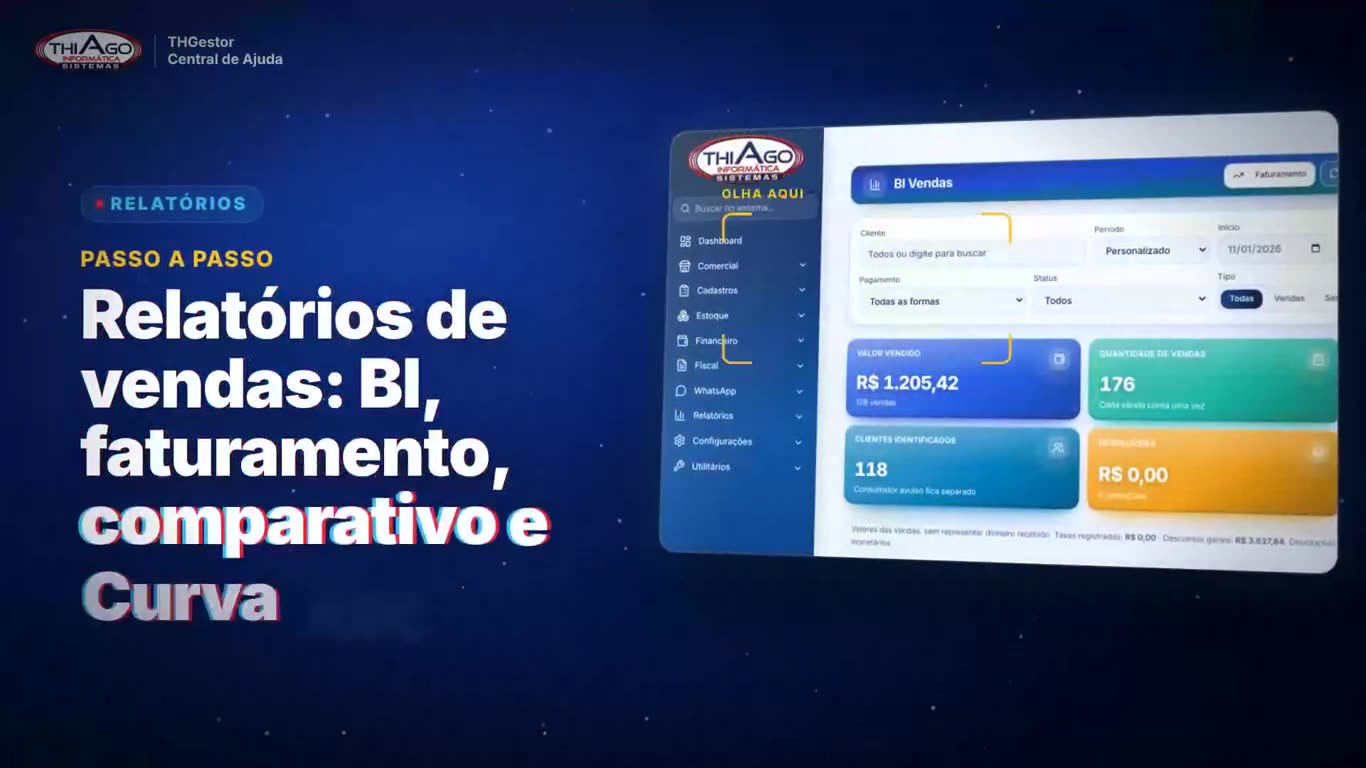 THIAGO
INFORMÁTICA
SISTEMAS
THGestor
Central de Ajuda
RELATÓRIOS
PASSO A PASSO
Relatórios de
vendas: BI,
faturamento,
comparativo e
Curva
THIAGO
INFORMÁTICA
SISTEMAS
OLHA AQUI
Buscar no sistema...
Dashboard
Comercial
Cadastros
Estoque
Financeiro
Fiscal
WhatsApp
Relatórios
Configurações
Utilitários
BI Vendas
Faturamento
Cliente
Todos ou digite para buscar
Período
Personalizado
Início
11/01/2026
Pagamento
Todas as formas
Status
Todos
Tipo
Todas
Vendas
VALOR VENDIDO
R$ 1.205,42
176 vendas
QUANTIDADE DE VENDAS
176
Cada venda conta uma vez
CLIENTES IDENTIFICADOS
118
Consumidor avulso fica separado
DEVOLUÇÕES
R$ 0,00
Valores das vendas, sem representar dinheiro recebido. Taxas registradas: R$ 0,00 · Descontos gerais: R$ 3.637,64.
monetários.